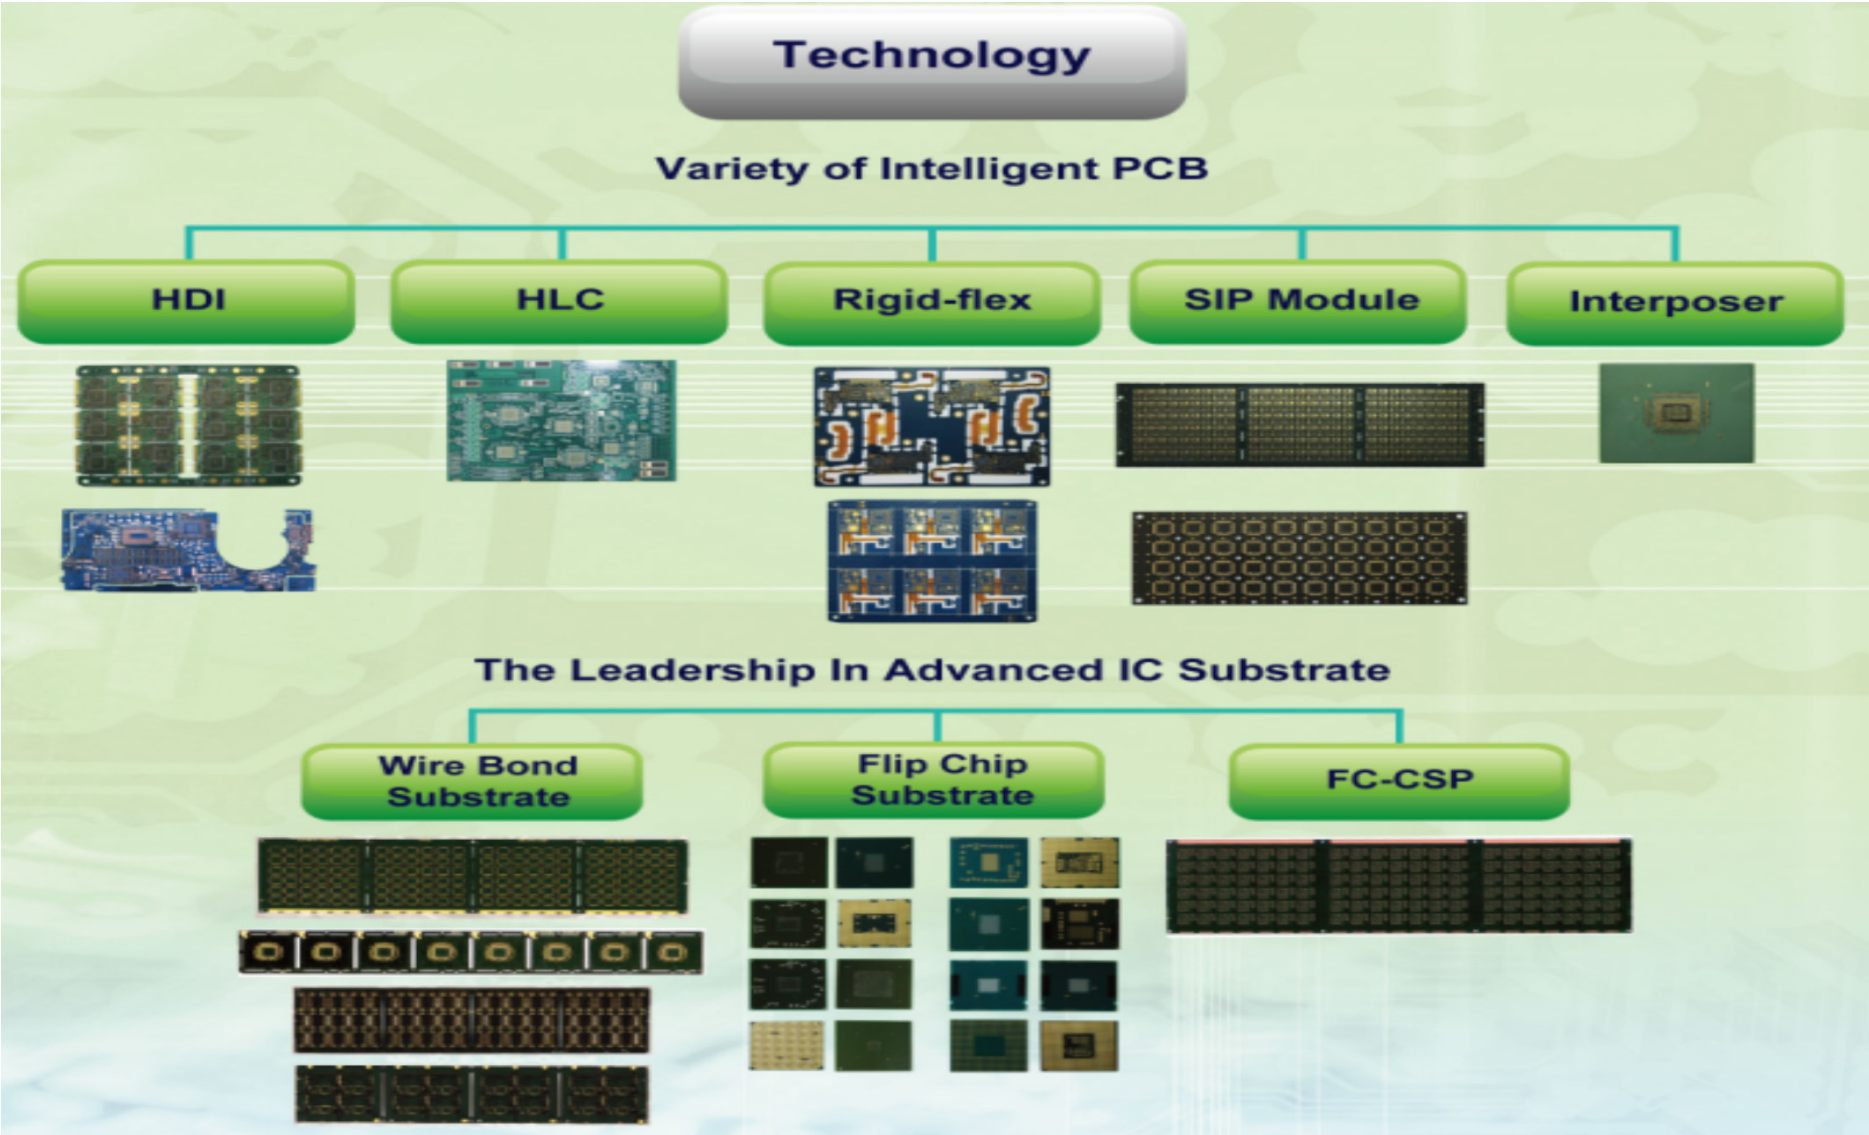 Technology
Variety of Intelligent PCB
HDI
HLC
Rigid-flex
SIP Module
Interposer
The Leadership In Advanced IC Substrate
Wire Bond
Substrate
Flip Chip
Substrate
FC-CSP